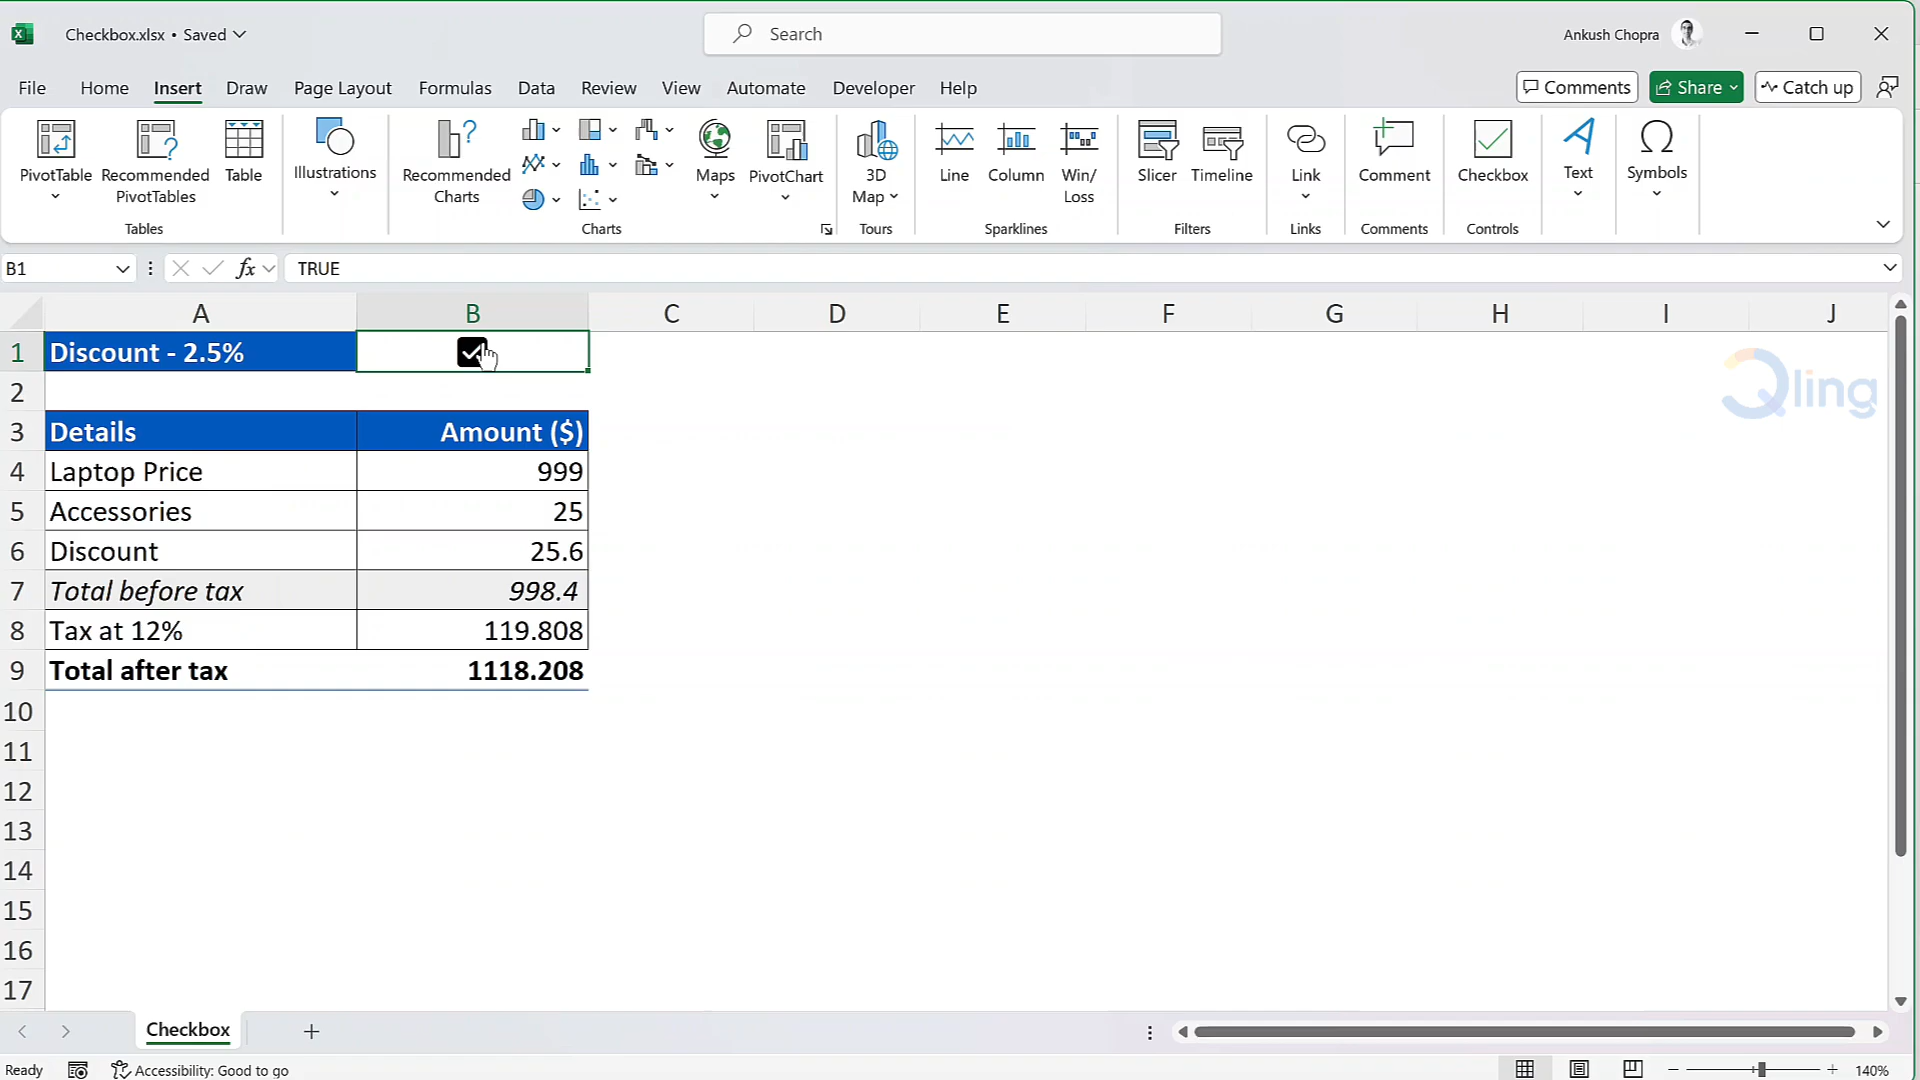 Checkbox.xlsx • Saved
Search
Ankush Chopra
File Home Insert Draw Page Layout Formulas Data Review View Automate Developer Help
Comments Share Catch up
PivotTable
Recommended PivotTables
Table
Illustrations
Recommended Charts
Maps
PivotChart
3D Map
Line
Column
Win/Loss
Slicer
Timeline
Link
Comment
Checkbox
Text
Symbols
Tables Charts Tours Sparklines Filters Links Comments Controls
B1 fx TRUE
A B C D E F G H I J
1 Discount - 2.5%
2
3 Details Amount ($)
4 Laptop Price 999
5 Accessories 25
6 Discount 25.6
7 Total before tax 998.4
8 Tax at 12% 119.808
9 Total after tax 1118.208
10
11
12
13
14
15
16
17
Qling
Checkbox
Ready Accessibility: Good to go 140%